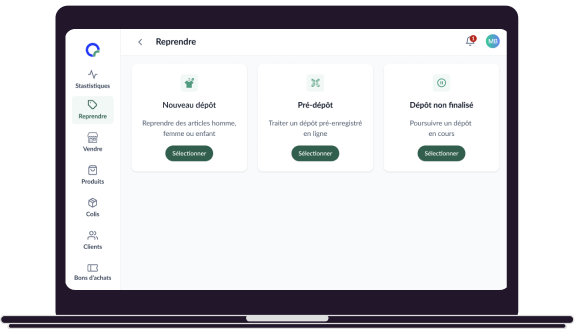 Reprendre
1
MB
Stastistiques
Reprendre
Vendre
Produits
Colis
Clients
Bons d'achats
Nouveau dépôt
Reprendre des articles homme,
femme ou enfant
Sélectionner
Pré-dépôt
Traiter un dépôt pré-enregistré
en ligne
Sélectionner
Dépôt non finalisé
Poursuivre un dépôt
en cours
Sélectionner